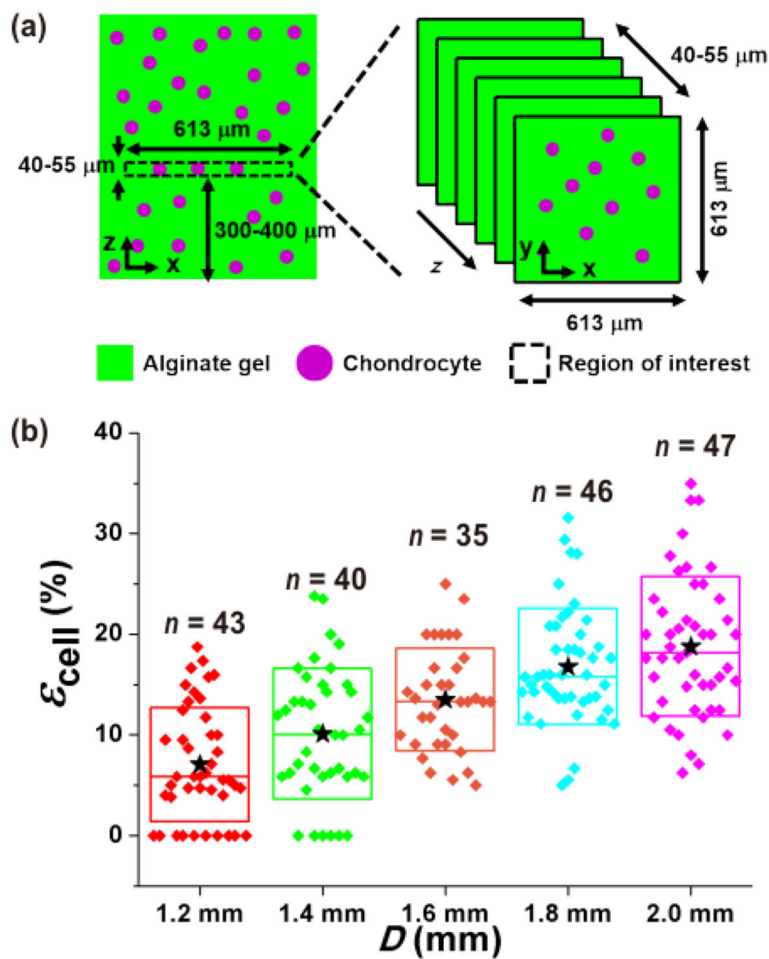 (a)
613 μm
40-55 μm
300-400 μm
z
x
40-55 μm
613 μm
z
y
x
613 μm
Alginate gel
Chondrocyte
Region of interest
(b)
n = 43
n = 40
n = 35
n = 46
n = 47
40
30
20
10
0
εcell (%)
1.2 mm 1.4 mm 1.6 mm 1.8 mm 2.0 mm
D (mm)